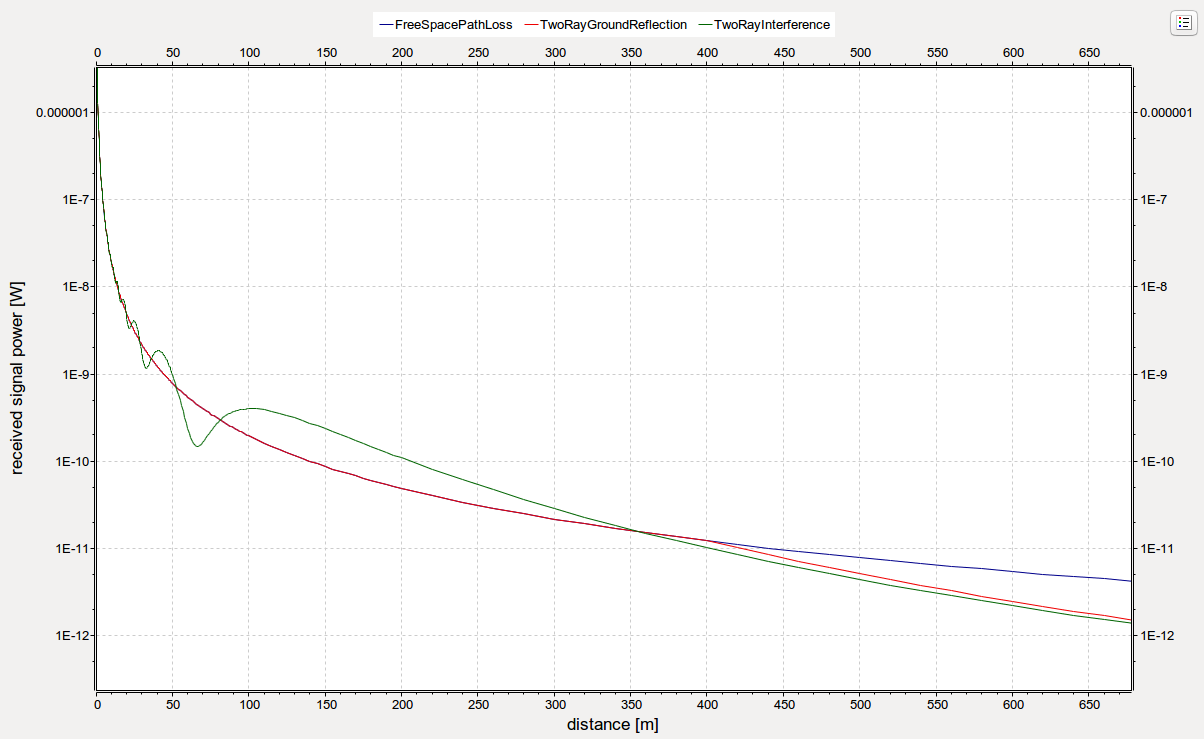 FreeSpacePathLoss TwoRayGroundReflection TwoRayInterference
0 50 100 150 200 250 300 350 400 450 500 550 600 650
0.000001 0.000001
1E-7 1E-7
1E-8 1E-8
1E-9 1E-9
1E-10 1E-10
1E-11 1E-11
1E-12 1E-12
received signal power [W]
0 50 100 150 200 250 300 350 400 450 500 550 600 650
distance [m]